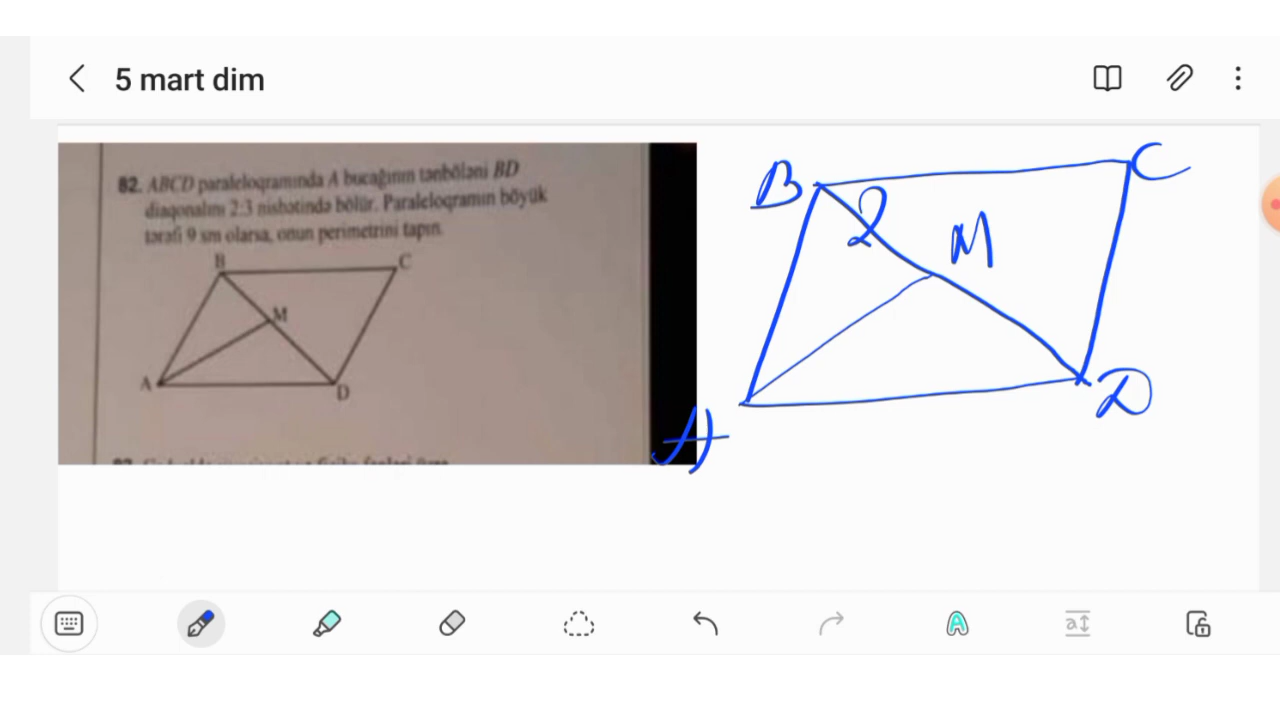 5 mart dim
82. ABCD paraleloqramında A bucağının tənböləni BD
diaqonalını 2:3 nisbətində bölür. Paraleloqramın böyük
tərəfi 9 sm olarsa, onun perimetrini tapın.
B
C
M
A
D
B
2
M
C
A
D
A
a